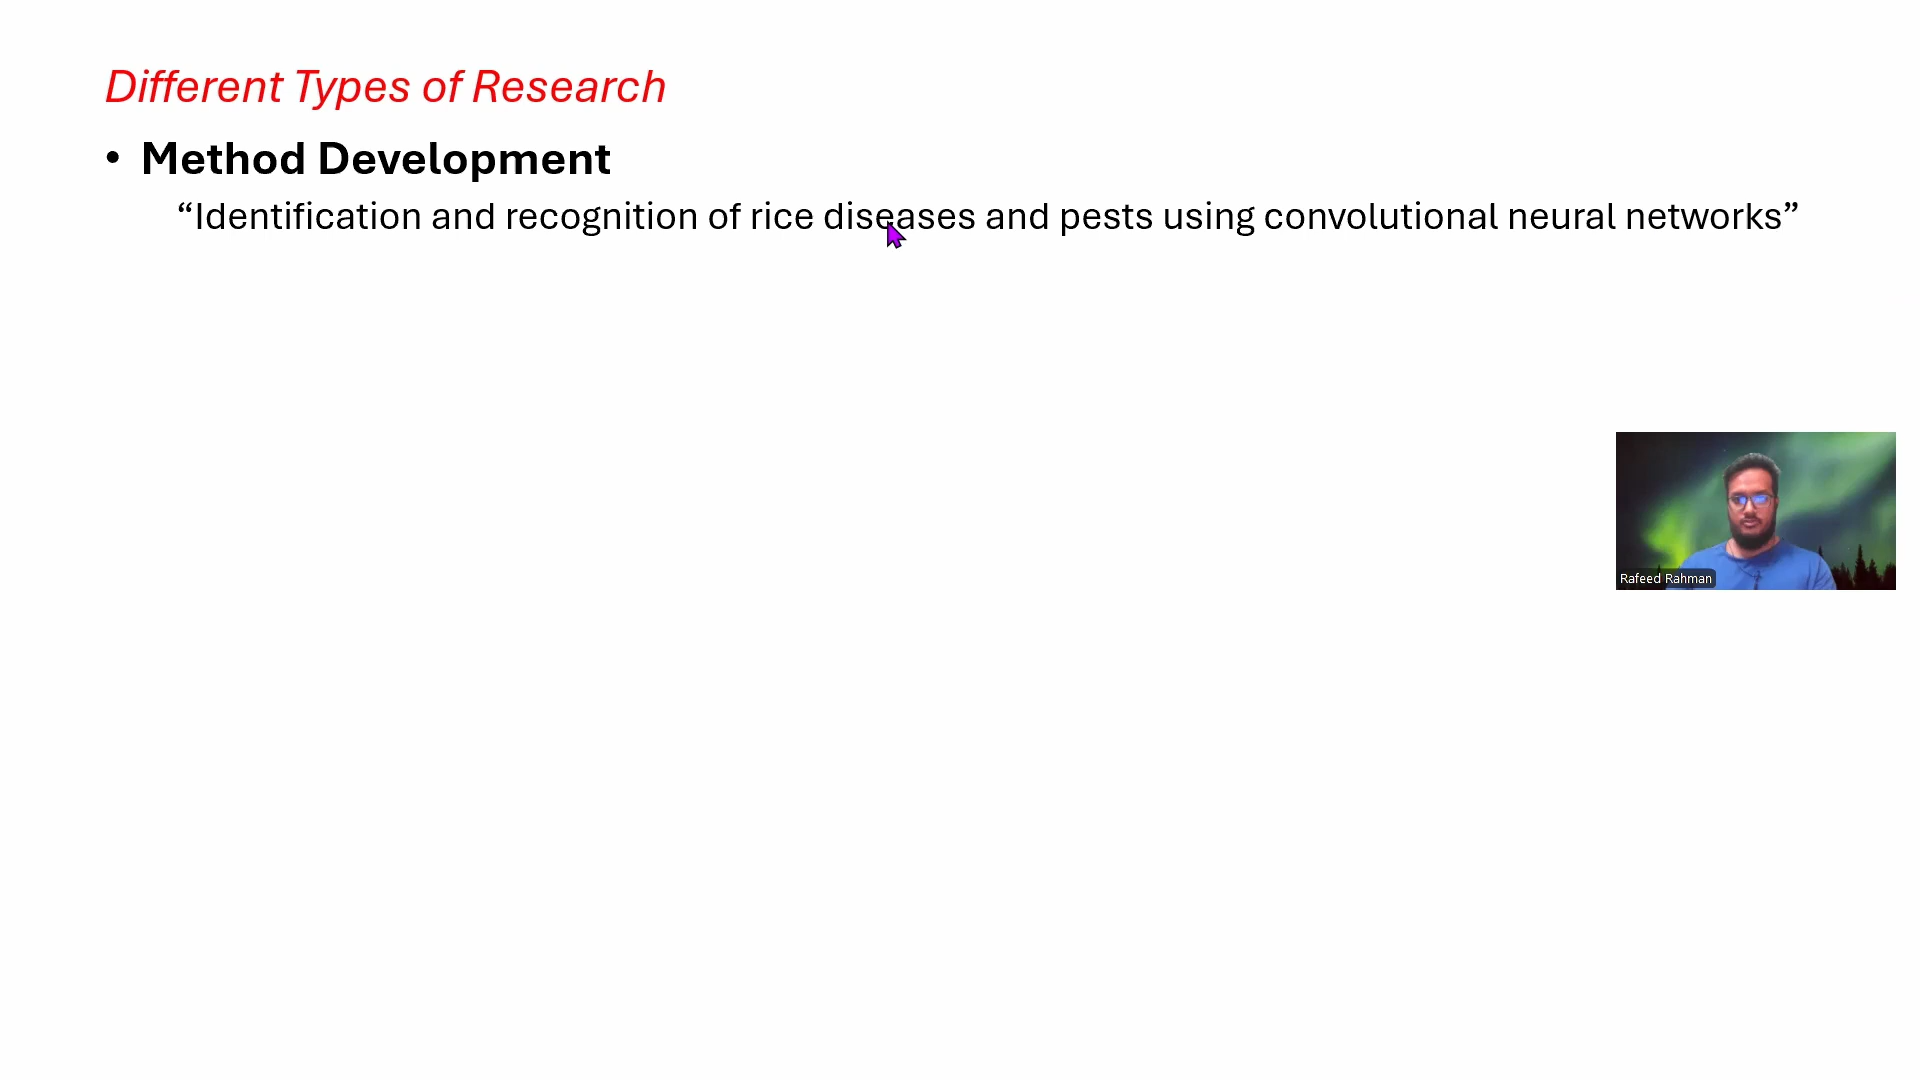 Different Types of Research
• Method Development
“Identification and recognition of rice diseases and pests using convolutional neural networks”
Rafeed Rahman